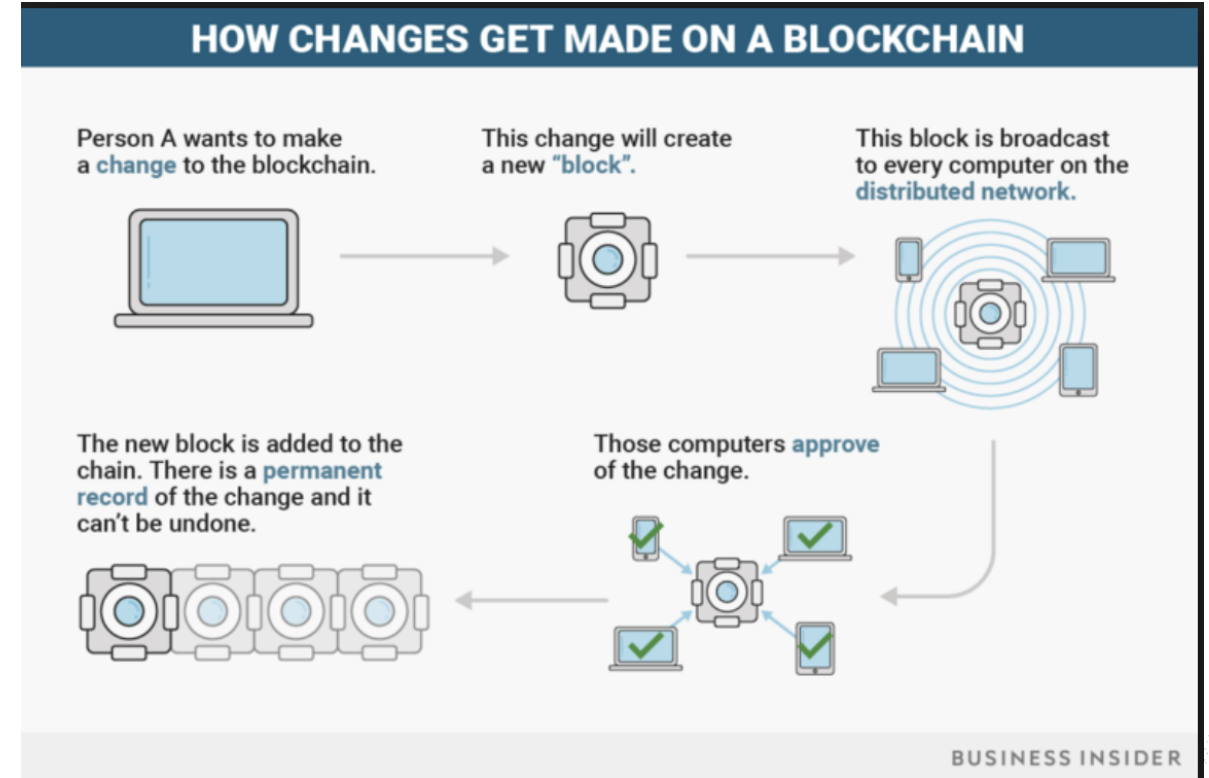 HOW CHANGES GET MADE ON A BLOCKCHAIN
Person A wants to make
a change to the blockchain.
This change will create
a new “block”.
This block is broadcast
to every computer on the
distributed network.
Those computers approve
of the change.
The new block is added to the
chain. There is a permanent
record of the change and it
can’t be undone.
BUSINESS INSIDER